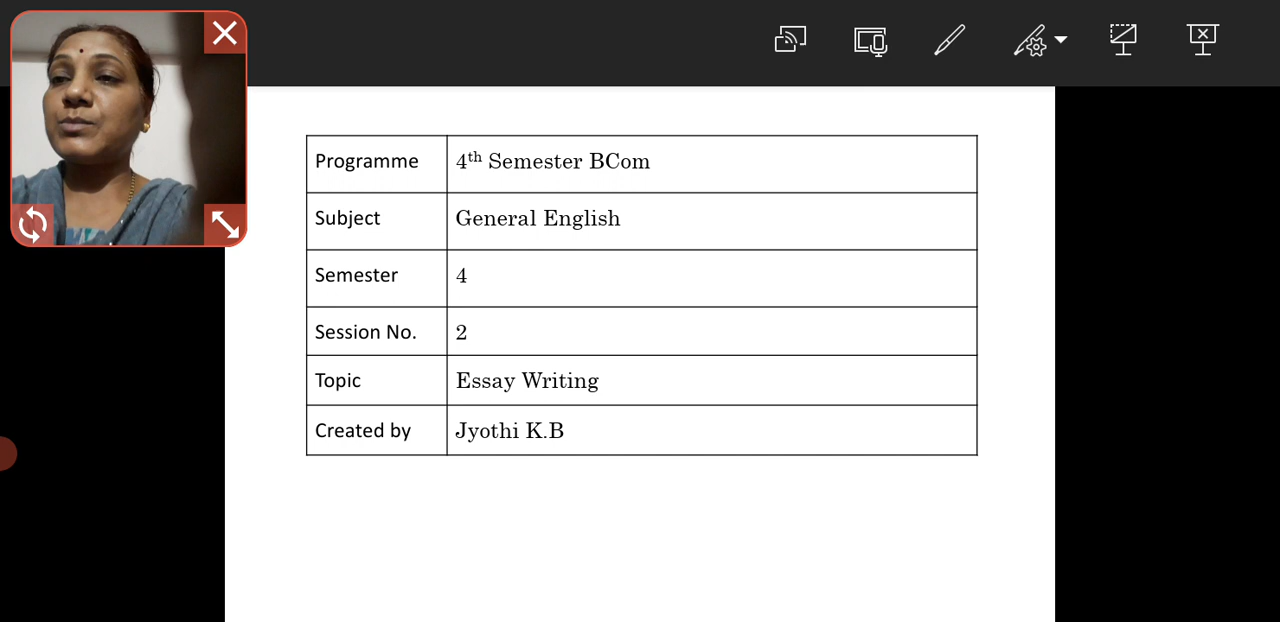 Programme 4th Semester BCom
Subject General English
Semester 4
Session No. 2
Topic Essay Writing
Created by Jyothi K.B